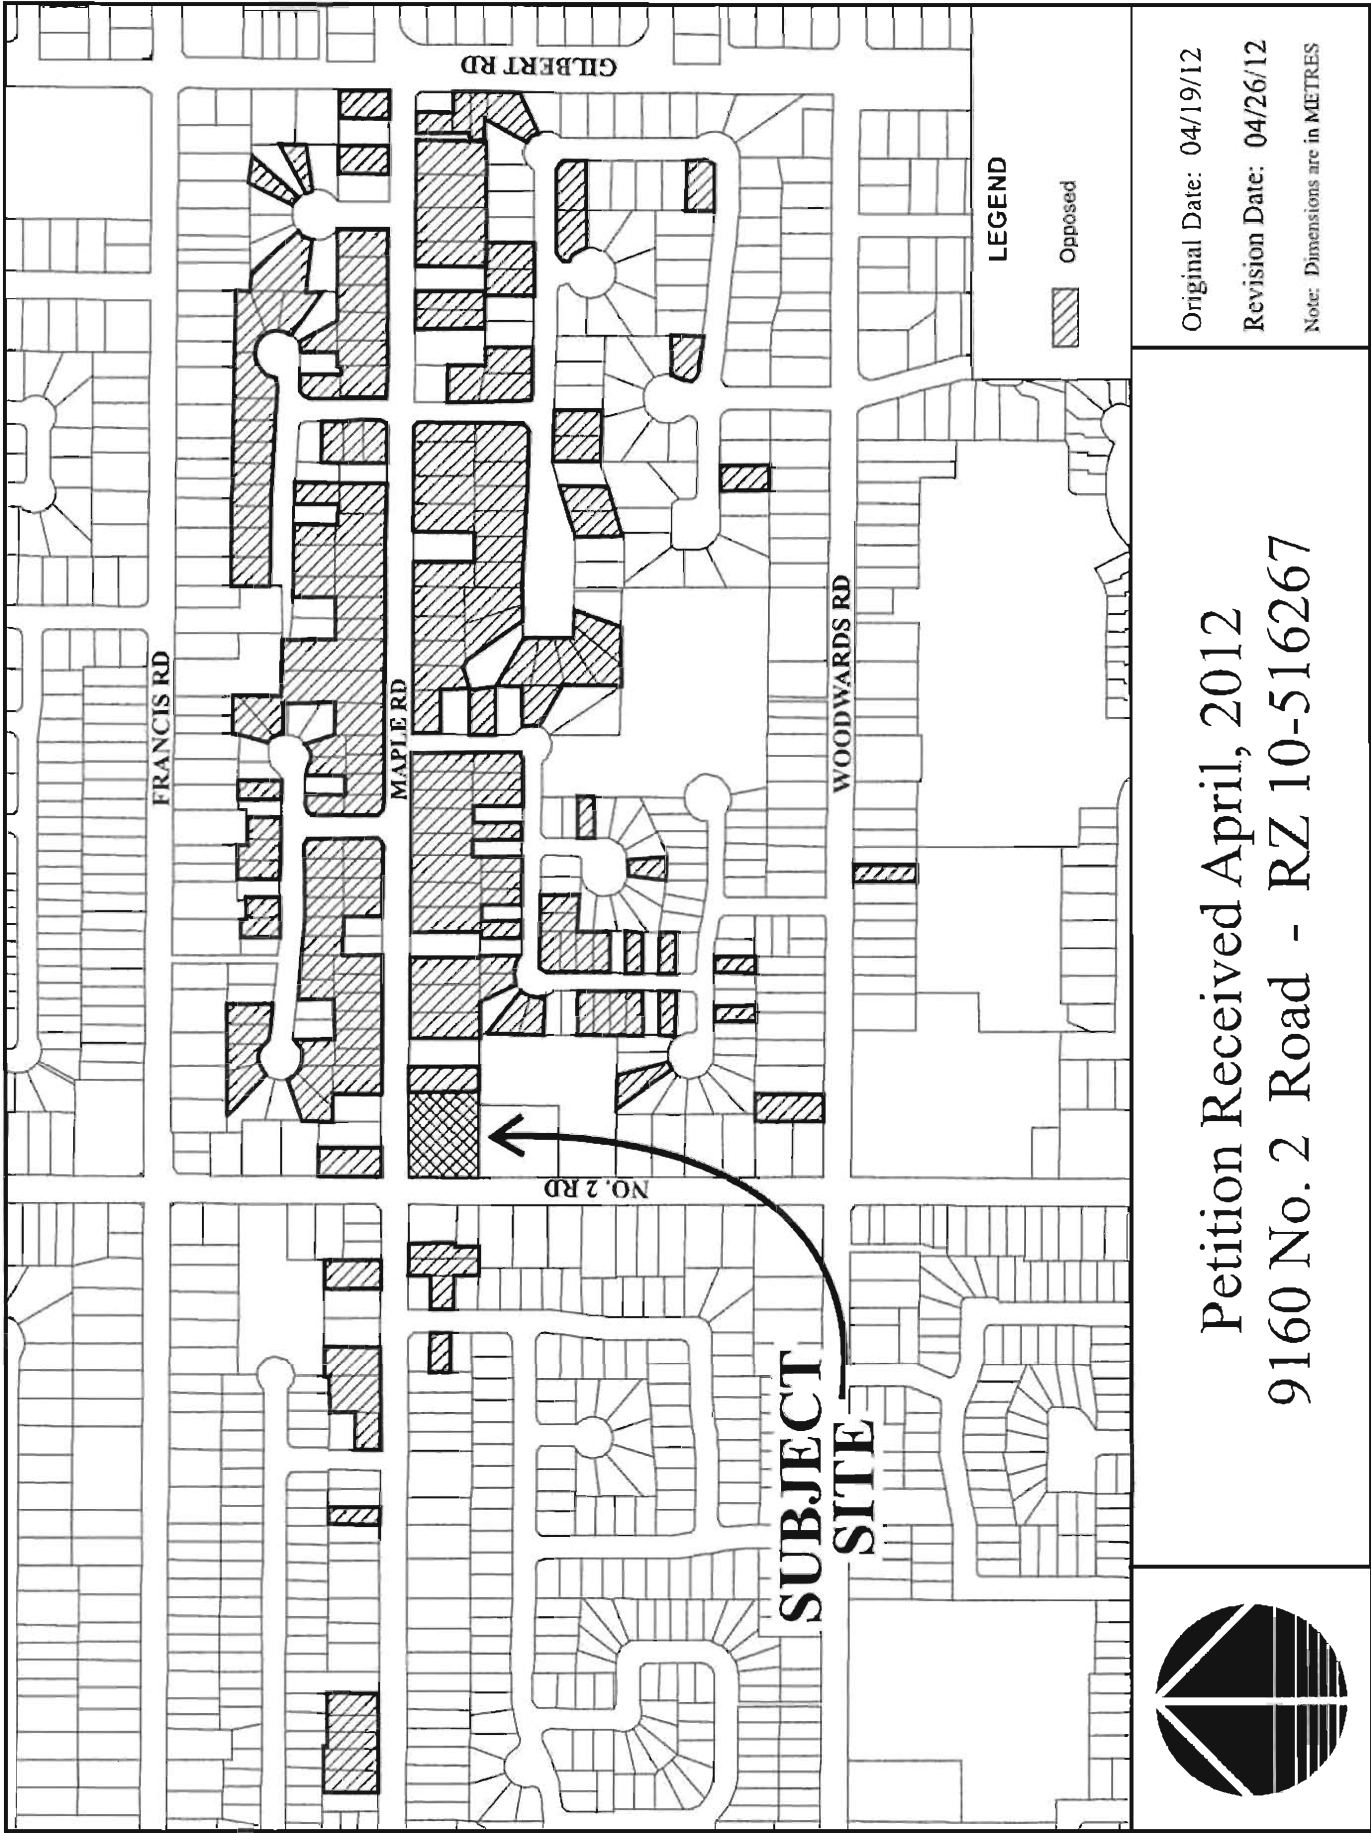 GILBERT RD
FRANCIS RD
MAPLE RD
WOODWARDS RD
NO. 2 RD
SUBJECT
SITE
LEGEND
Opposed
Petition Received April, 2012
9160 No. 2 Road - RZ 10-516267
Original Date: 04/19/12
Revision Date: 04/26/12
Note: Dimensions are in METRES